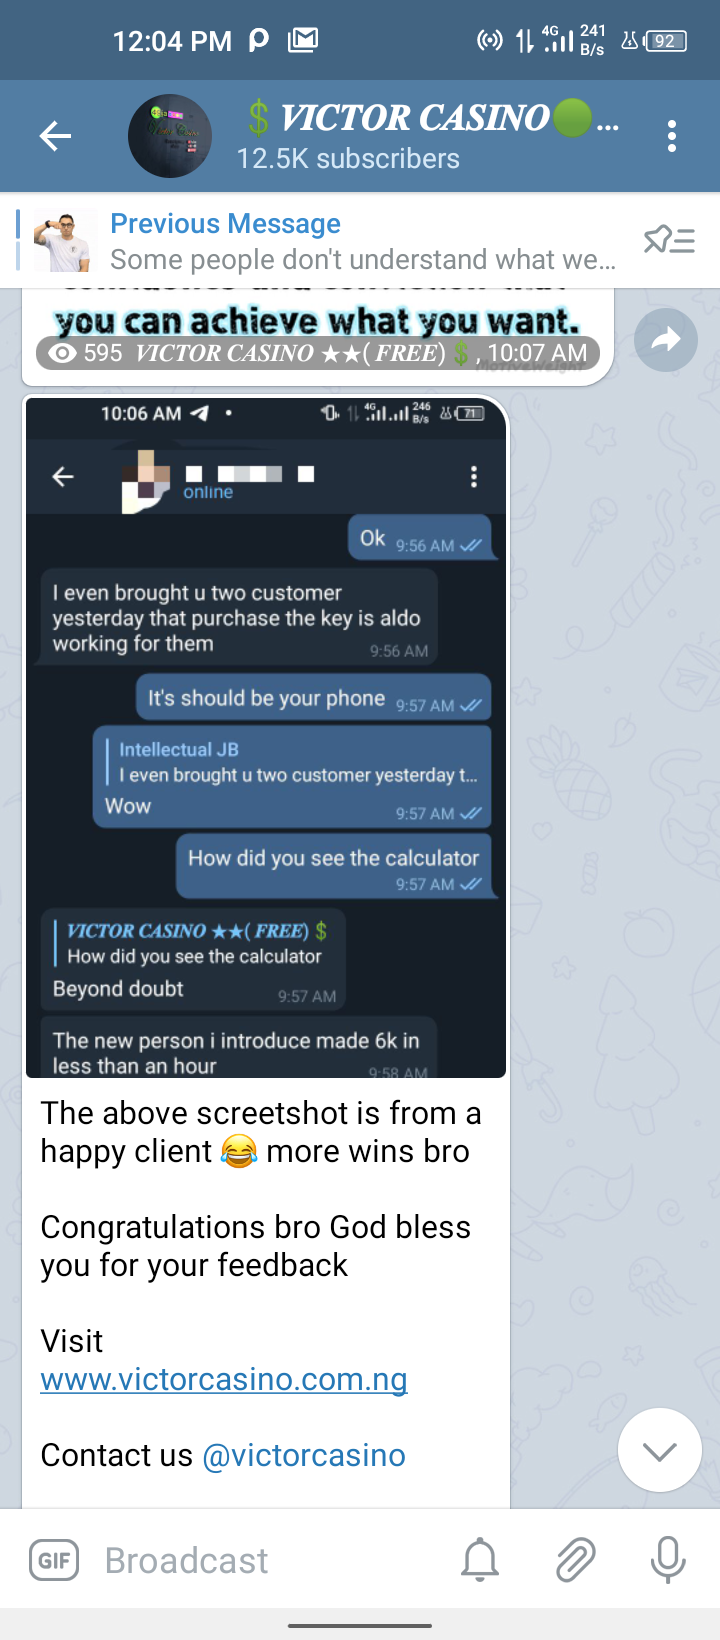 12:04 PM
4G 241 B/s 92
💲 VICTOR CASINO🟢...
12.5K subscribers
Previous Message
Some people don't understand what we...
you can achieve what you want.
595 VICTOR CASINO ★★( FREE) 💲, 10:07 AM
MotiveWeight
10:06 AM
4G 246 B/s 71
online
Ok 9:56 AM
I even brought u two customer
yesterday that purchase the key is aldo
working for them
9:56 AM
It's should be your phone 9:57 AM
Intellectual JB
I even brought u two customer yesterday t...
Wow
9:57 AM
How did you see the calculator
9:57 AM
VICTOR CASINO ★★( FREE) 💲
How did you see the calculator
Beyond doubt 9:57 AM
The new person i introduce made 6k in
less than an hour
9:58 AM
The above screetshot is from a
happy client 😂 more wins bro
Congratulations bro God bless
you for your feedback
Visit
www.victorcasino.com.ng
Contact us @victorcasino
GIF Broadcast